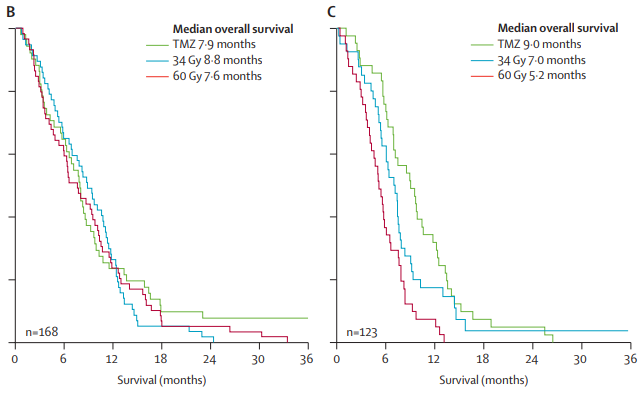 B
Median overall survival
TMZ 7·9 months
34 Gy 8·8 months
60 Gy 7·6 months
n=168
0 6 12 18 24 30 36
Survival (months)
C
Median overall survival
TMZ 9·0 months
34 Gy 7·0 months
60 Gy 5·2 months
n=123
0 6 12 18 24 30 36
Survival (months)